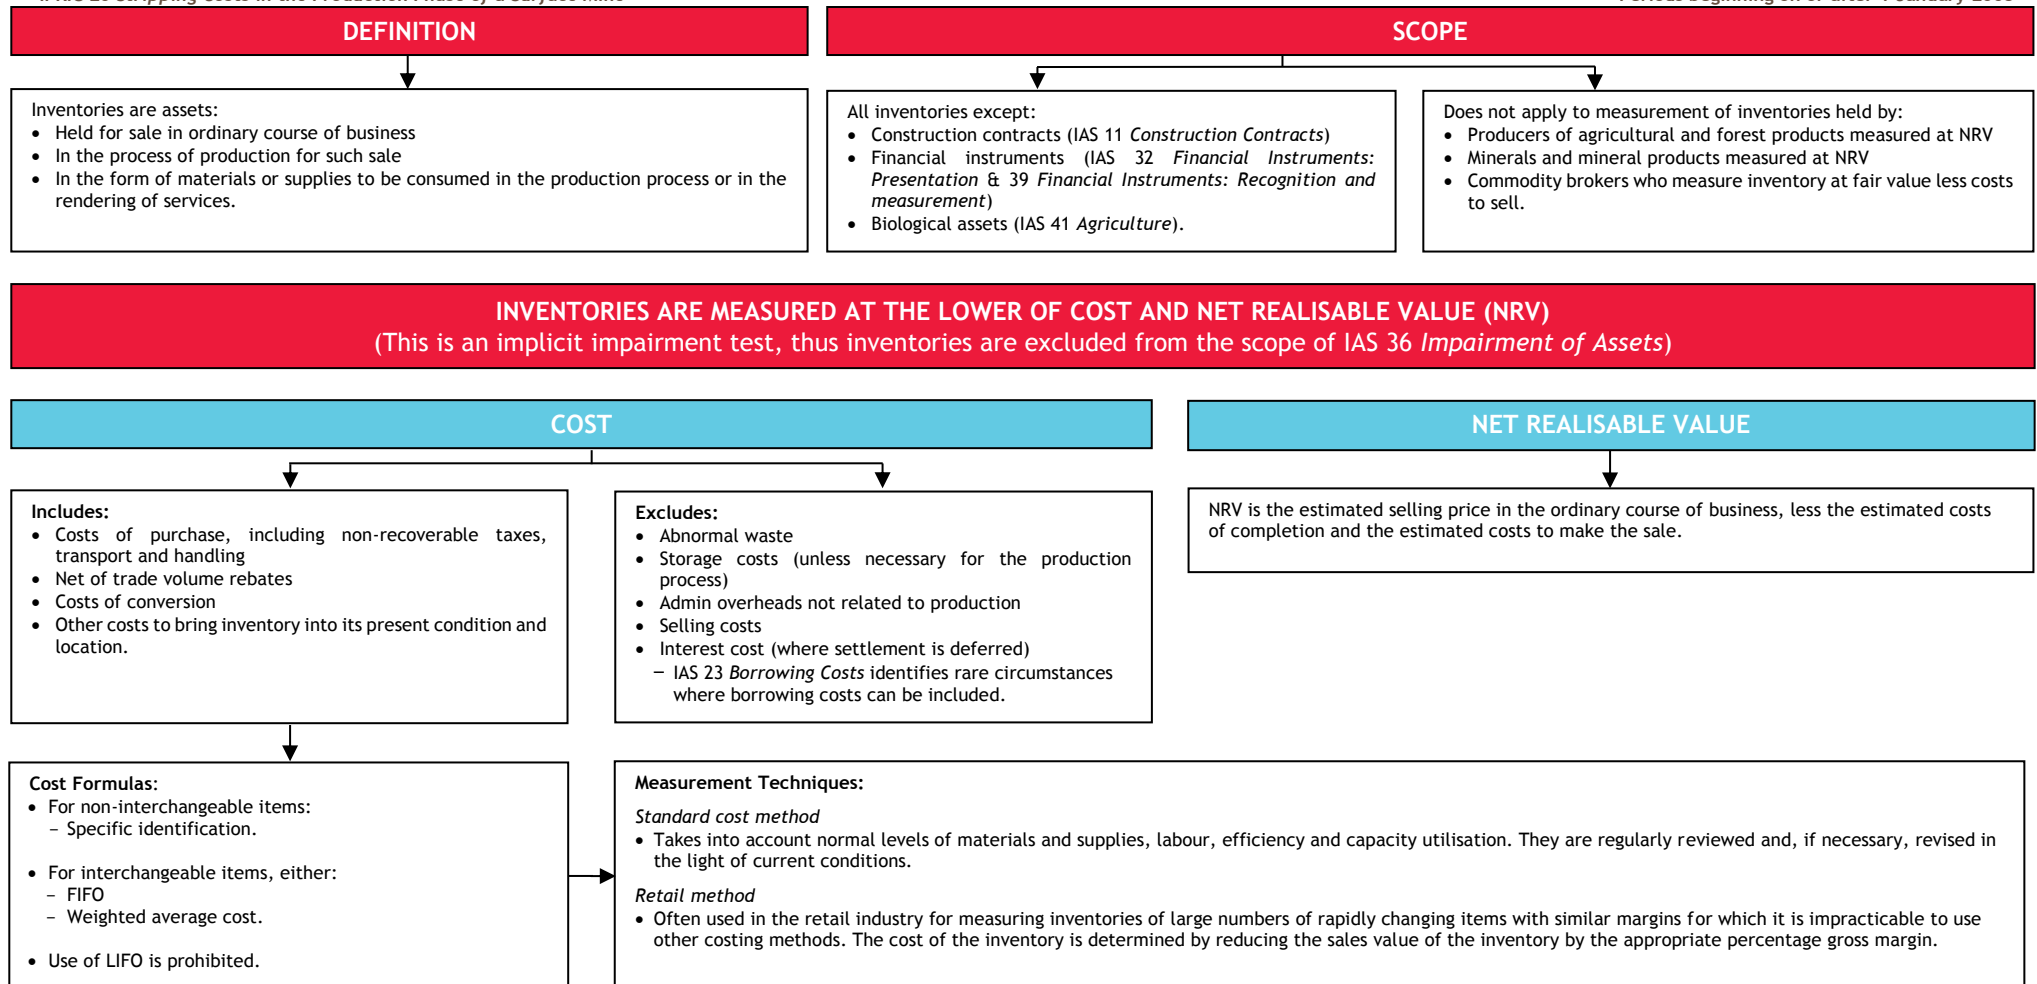 DEFINITION
Inventories are assets:
• Held for sale in ordinary course of business
• In the process of production for such sale
• In the form of materials or supplies to be consumed in the production process or in the
rendering of services.
SCOPE
All inventories except:
• Construction contracts (IAS 11 Construction Contracts)
• Financial instruments (IAS 32 Financial Instruments:
Presentation & 39 Financial Instruments: Recognition and
measurement)
• Biological assets (IAS 41 Agriculture).
Does not apply to measurement of inventories held by:
• Producers of agricultural and forest products measured at NRV
• Minerals and mineral products measured at NRV
• Commodity brokers who measure inventory at fair value less costs
to sell.
INVENTORIES ARE MEASURED AT THE LOWER OF COST AND NET REALISABLE VALUE (NRV)
(This is an implicit impairment test, thus inventories are excluded from the scope of IAS 36 Impairment of Assets)
COST
Includes:
• Costs of purchase, including non-recoverable taxes,
transport and handling
• Net of trade volume rebates
• Costs of conversion
• Other costs to bring inventory into its present condition and
location.
Excludes:
• Abnormal waste
• Storage costs (unless necessary for the production
process)
• Admin overheads not related to production
• Selling costs
• Interest cost (where settlement is deferred)
− IAS 23 Borrowing Costs identifies rare circumstances
where borrowing costs can be included.
NET REALISABLE VALUE
NRV is the estimated selling price in the ordinary course of business, less the estimated costs
of completion and the estimated costs to make the sale.
Cost Formulas:
• For non-interchangeable items:
− Specific identification.
• For interchangeable items, either:
− FIFO
− Weighted average cost.
• Use of LIFO is prohibited.
Measurement Techniques:
Standard cost method
• Takes into account normal levels of materials and supplies, labour, efficiency and capacity utilisation. They are regularly reviewed and, if necessary, revised in
the light of current conditions.
Retail method
• Often used in the retail industry for measuring inventories of large numbers of rapidly changing items with similar margins for which it is impracticable to use
other costing methods. The cost of the inventory is determined by reducing the sales value of the inventory by the appropriate percentage gross margin.